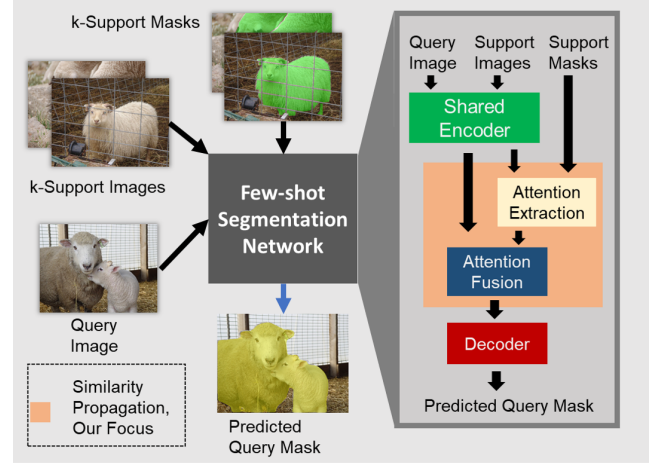 k-Support Masks
k-Support Images
Query
Image
Few-shot
Segmentation
Network
Predicted
Query Mask
Similarity
Propagation,
Our Focus
Query
Image
Support
Images
Support
Masks
Shared
Encoder
Attention
Extraction
Attention
Fusion
Decoder
Predicted Query Mask